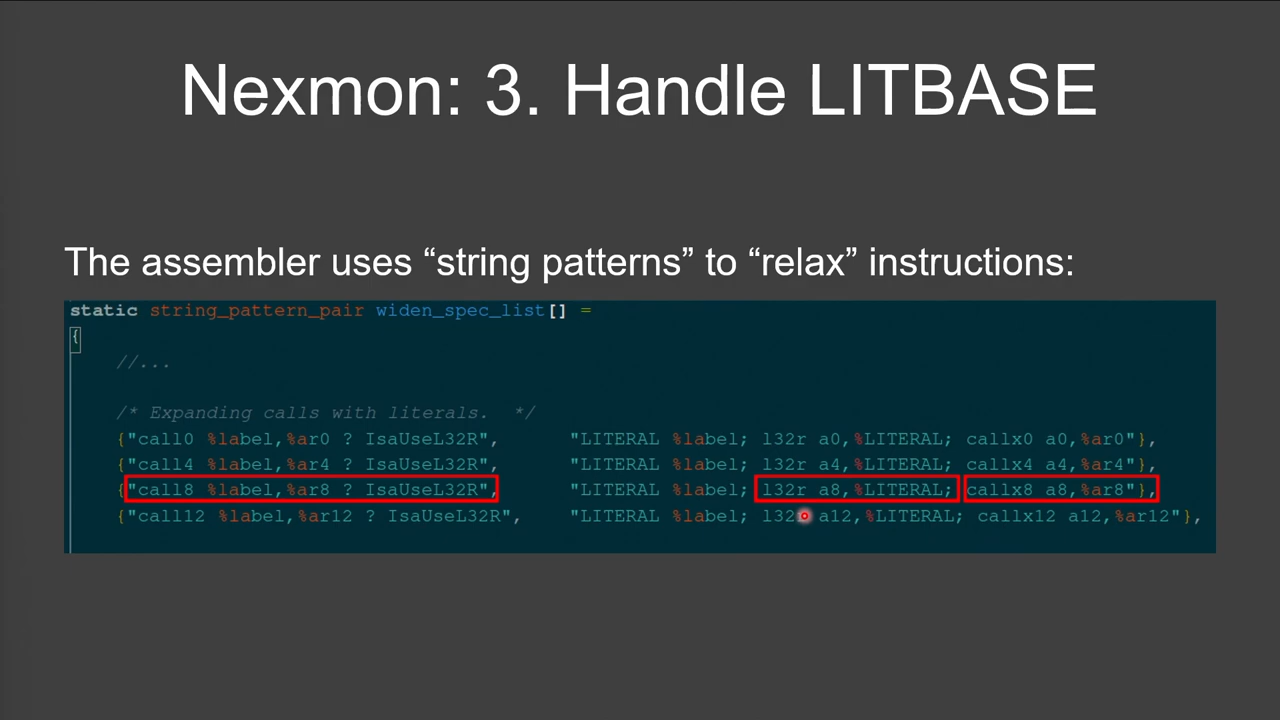 Nexmon: 3. Handle LITBASE
The assembler uses “string patterns” to “relax” instructions:
static string_pattern_pair widen_spec_list[] =
{
//...
/* Expanding calls with literals.  */
{"call0 %label,%ar0 ? IsaUseL32R",      "LITERAL %label; l32r a0,%LITERAL; callx0 a0,%ar0"},
{"call4 %label,%ar4 ? IsaUseL32R",      "LITERAL %label; l32r a4,%LITERAL; callx4 a4,%ar4"},
{"call8 %label,%ar8 ? IsaUseL32R",      "LITERAL %label; l32r a8,%LITERAL; callx8 a8,%ar8"},
{"call12 %label,%ar12 ? IsaUseL32R",    "LITERAL %label; l32r a12,%LITERAL; callx12 a12,%ar12"},